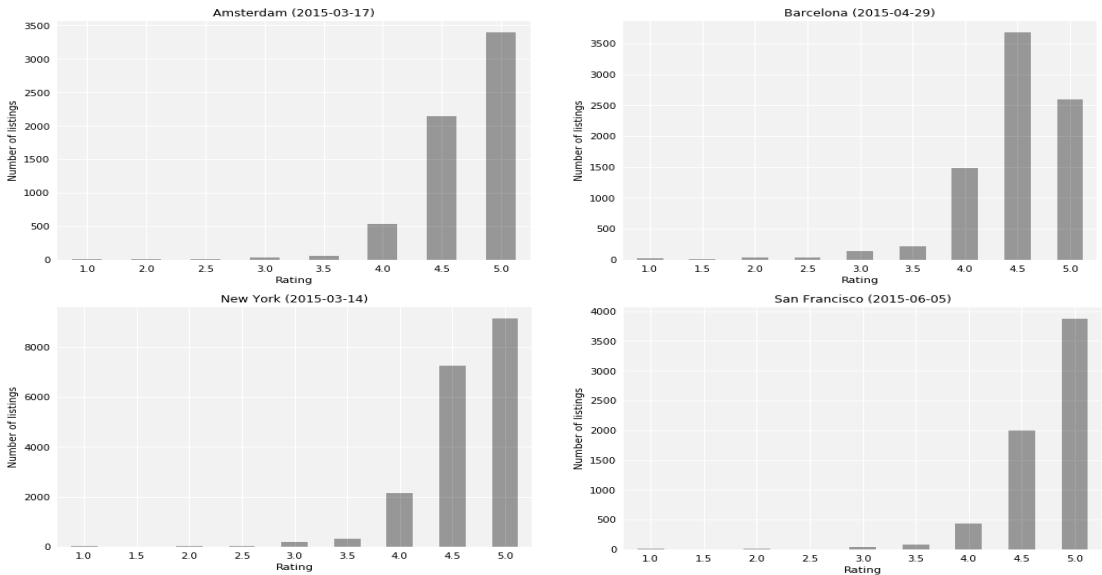 Amsterdam (2015-03-17)
3500
3000
2500
2000
1500
1000
500
0
Number of listings
1.0 2.0 2.5 3.0 3.5 4.0 4.5 5.0
Rating
Barcelona (2015-04-29)
3500
3000
2500
2000
1500
1000
500
0
Number of listings
1.0 1.5 2.0 2.5 3.0 3.5 4.0 4.5 5.0
Rating
New York (2015-03-14)
8000
6000
4000
2000
0
Number of listings
1.0 1.5 2.0 2.5 3.0 3.5 4.0 4.5 5.0
Rating
San Francisco (2015-06-05)
4000
3500
3000
2500
2000
1500
1000
500
0
Number of listings
1.0 1.5 2.0 2.5 3.0 3.5 4.0 4.5 5.0
Rating